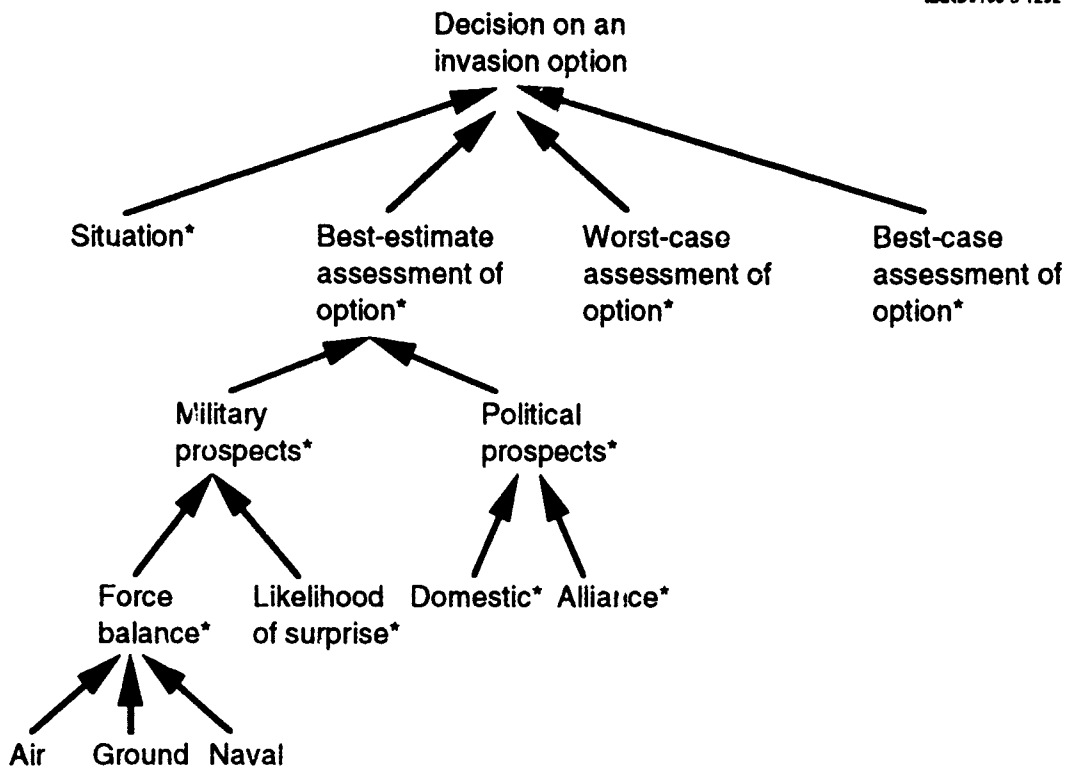 Decision on an
invasion option
Situation*
Best-estimate
assessment of
option*
Worst-case
assessment of
option*
Best-case
assessment of
option*
Military
prospects*
Political
prospects*
Force
balance*
Likelihood
of surprise*
Domestic*
Alliance*
Air
Ground
Naval